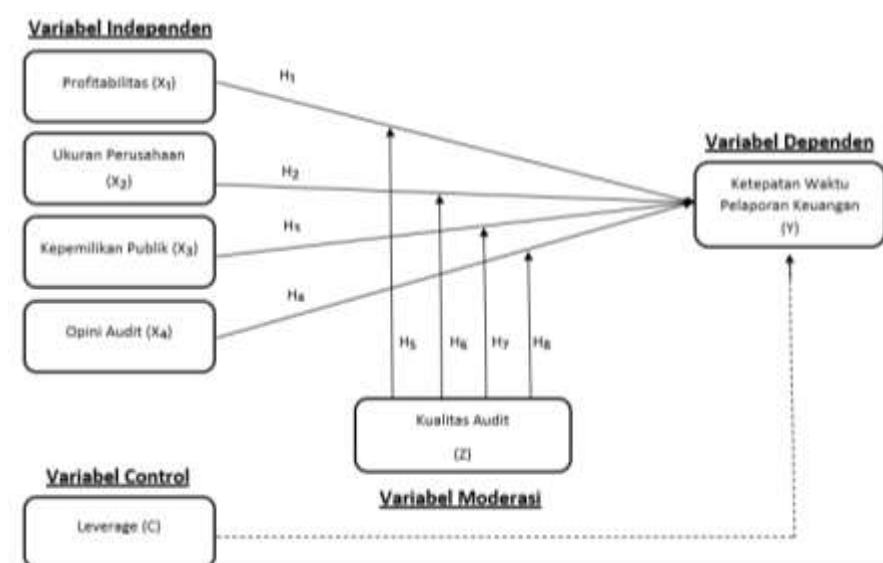 Variabel Independen
Profitabilitas (X₁)
H₁
Ukuran Perusahaan
(X₂)
H₂
Kepemilikan Publik (X₃)
H₃
Opini Audit (X₄)
H₄
Variabel Dependen
Ketepatan Waktu
Pelaporan Keuangan
(Y)
H₅ H₆ H₇ H₈
Kualitas Audit
(Z)
Variabel Moderasi
Variabel Control
Leverage (C)